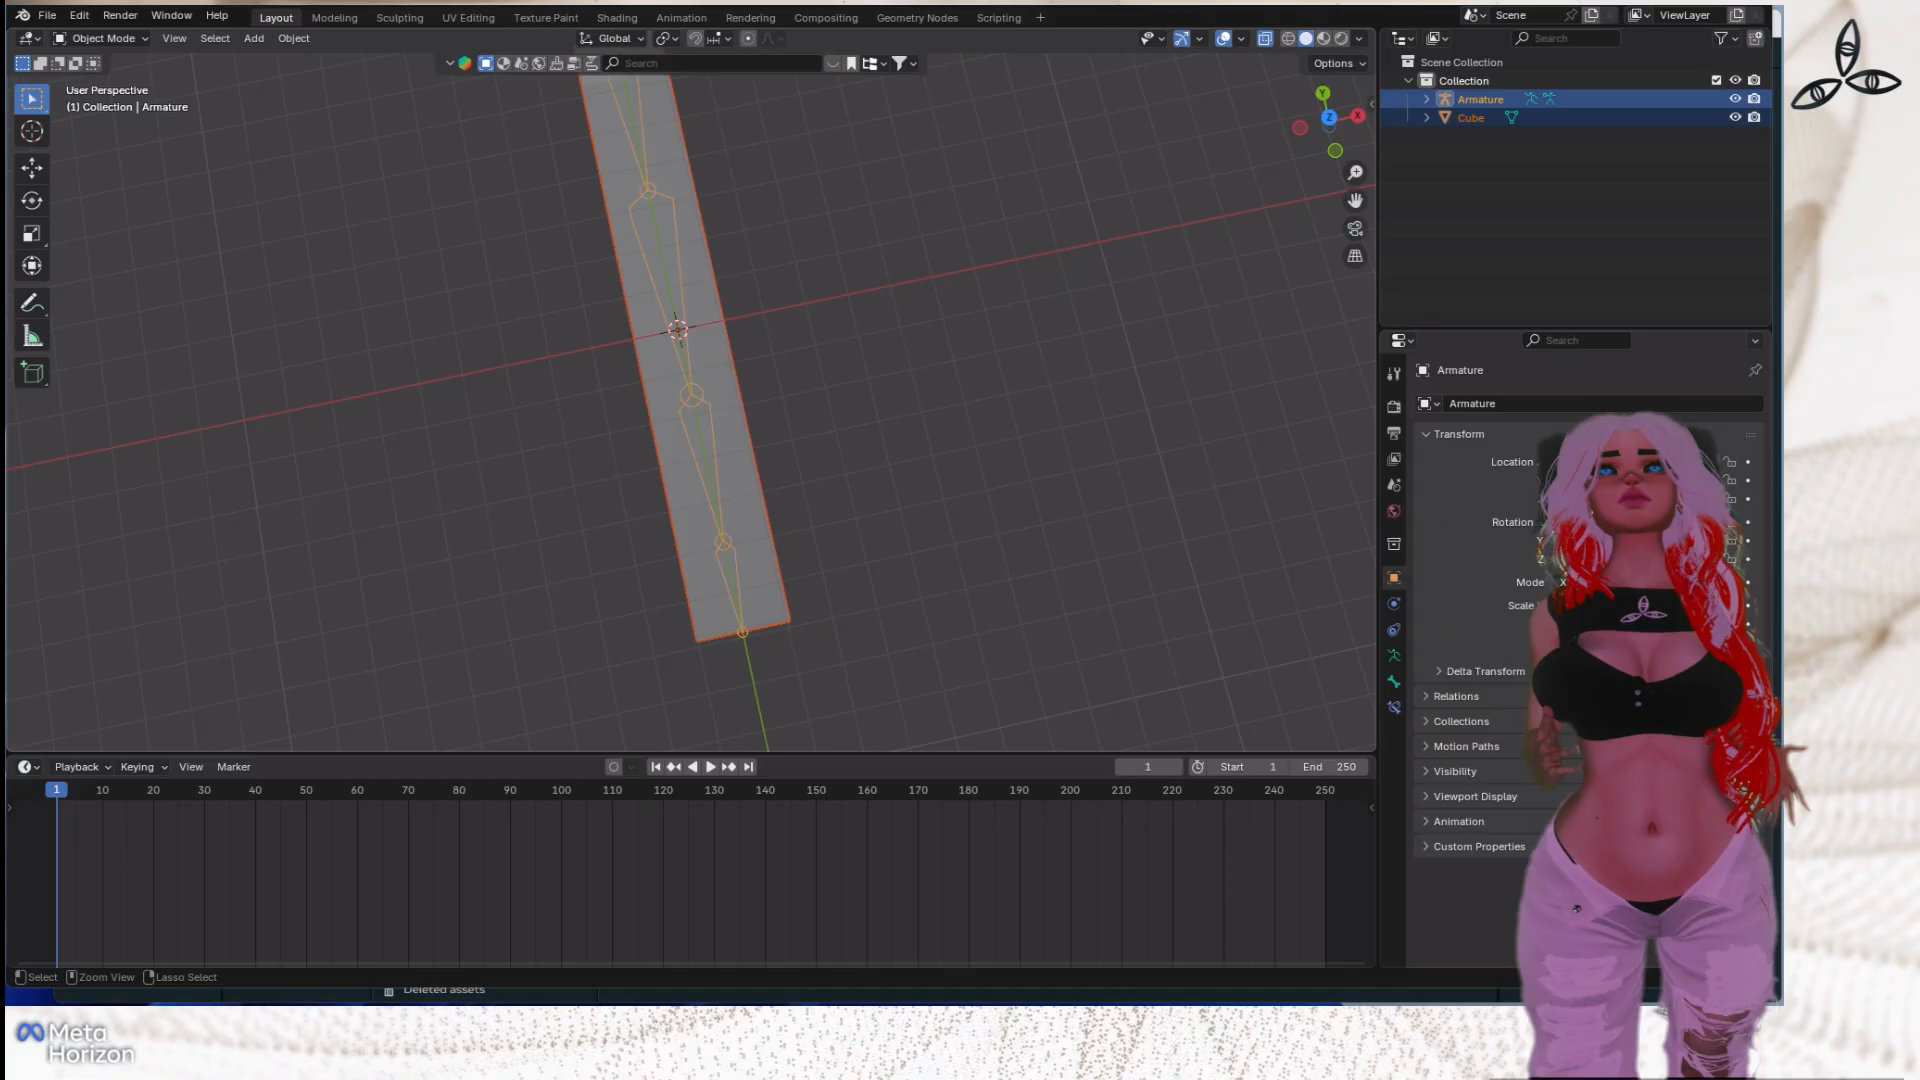 File Edit Render Window Help Layout Modeling Sculpting UV Editing Texture Paint Shading Animation Rendering Compositing Geometry Nodes Scripting + Scene ViewLayer
Object Mode View Select Add Object Global Search
Search Options
User Perspective
(1) Collection | Armature
Y
X
Z
Scene Collection
Collection
Armature
Cube
Search
Armature
Armature
Transform
Location
Rotation
Y
Z
Mode X
Scale
Delta Transform
Relations
Collections
Motion Paths
Visibility
Viewport Display
Animation
Custom Properties
Playback Keying View Marker 1 Start 1 End 250
1 10 20 30 40 50 60 70 80 90 100 110 120 130 140 150 160 170 180 190 200 210 220 230 240 250
Select Zoom View Lasso Select
Deleted assets
Meta
Horizon